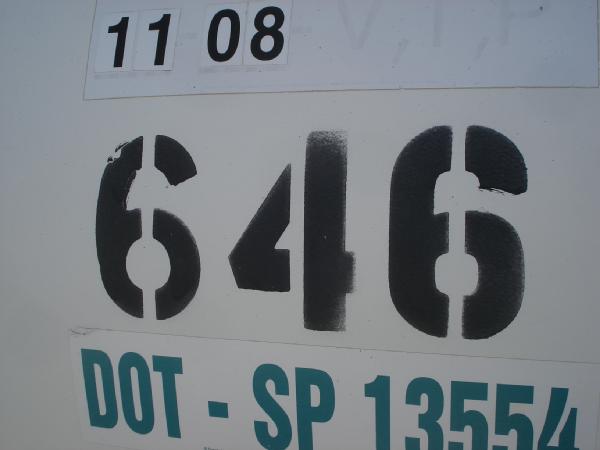 11 08 V, I, P
646
DOT - SP 13554